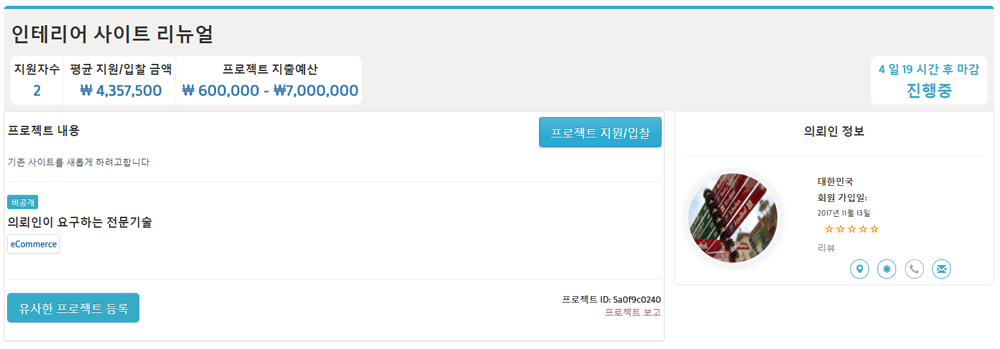 인테리어 사이트 리뉴얼
지원자수 평균 지원/입찰 금액 프로젝트 지출예산
2 ₩ 4,357,500 ₩ 600,000 - ₩7,000,000
4 일 19 시간 후 마감
진행중
프로젝트 내용
프로젝트 지원/입찰
기존 사이트를 새롭게 하려고합니다
비공개
의뢰인이 요구하는 전문기술
eCommerce
유사한 프로젝트 등록
프로젝트 ID: 5a0f9c0240
프로젝트 보고
의뢰인 정보
대한민국
회원 가입일:
2017년 11월 13일
리뷰